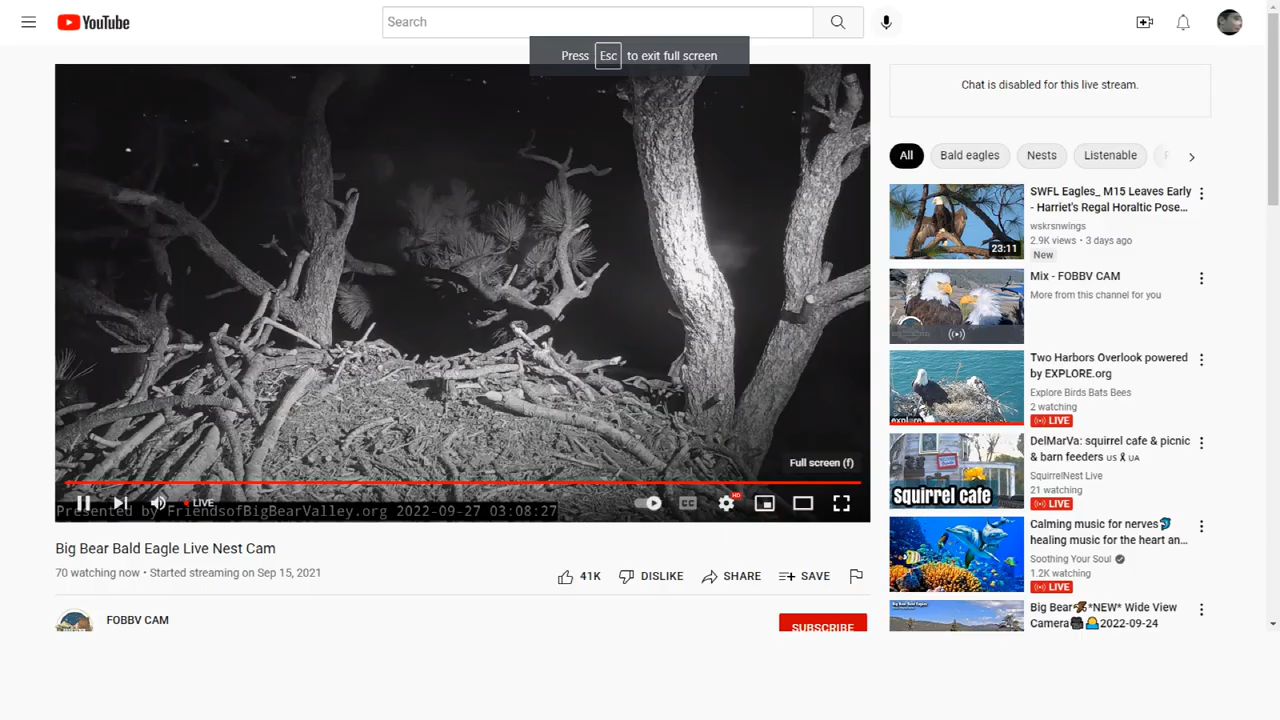 YouTube
Search
Press Esc to exit full screen
Chat is disabled for this live stream.
All
Bald eagles
Nests
Listenable
SWFL Eagles_ M15 Leaves Early
- Harriet's Regal Horaltic Pose...
wskrsnwings
2.9K views • 3 days ago
New
23:11
Mix - FOBBV CAM
More from this channel for you
Two Harbors Overlook powered
by EXPLORE.org
Explore Birds Bats Bees
2 watching
LIVE
explore
DelMarVa: squirrel cafe & picnic
& barn feeders US UA
SquirrelNest Live
21 watching
LIVE
Squirrel cafe
Calming music for nerves
healing music for the heart an...
Soothing Your Soul
1.2K watching
LIVE
Big Bear *NEW* Wide View
Camera 2022-09-24
Full screen (f)
LIVE
CC
HD
Presented by FriendsofBigBearValley.org 2022-09-27 03:08:27
Big Bear Bald Eagle Live Nest Cam
70 watching now • Started streaming on Sep 15, 2021
41K
DISLIKE
SHARE
SAVE
FOBBV CAM
SUBSCRIBE